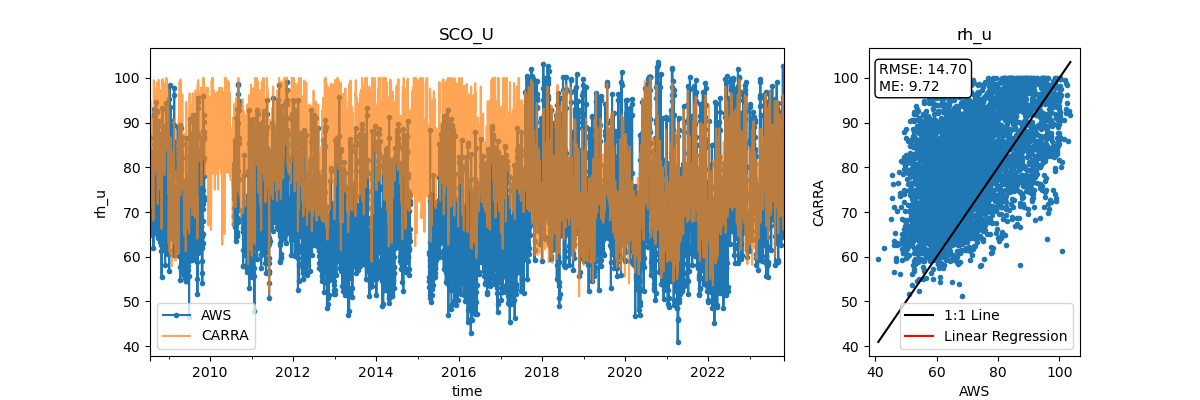 SCO_U
rh_u
100
90
80
70
60
50
40
rh_u
2010
2012
2014
2016
2018
2020
2022
time
AWS
CARRA
RMSE: 14.70
ME: 9.72
100
90
80
70
60
50
40
CARRA
40
60
80
100
AWS
1:1 Line
Linear Regression